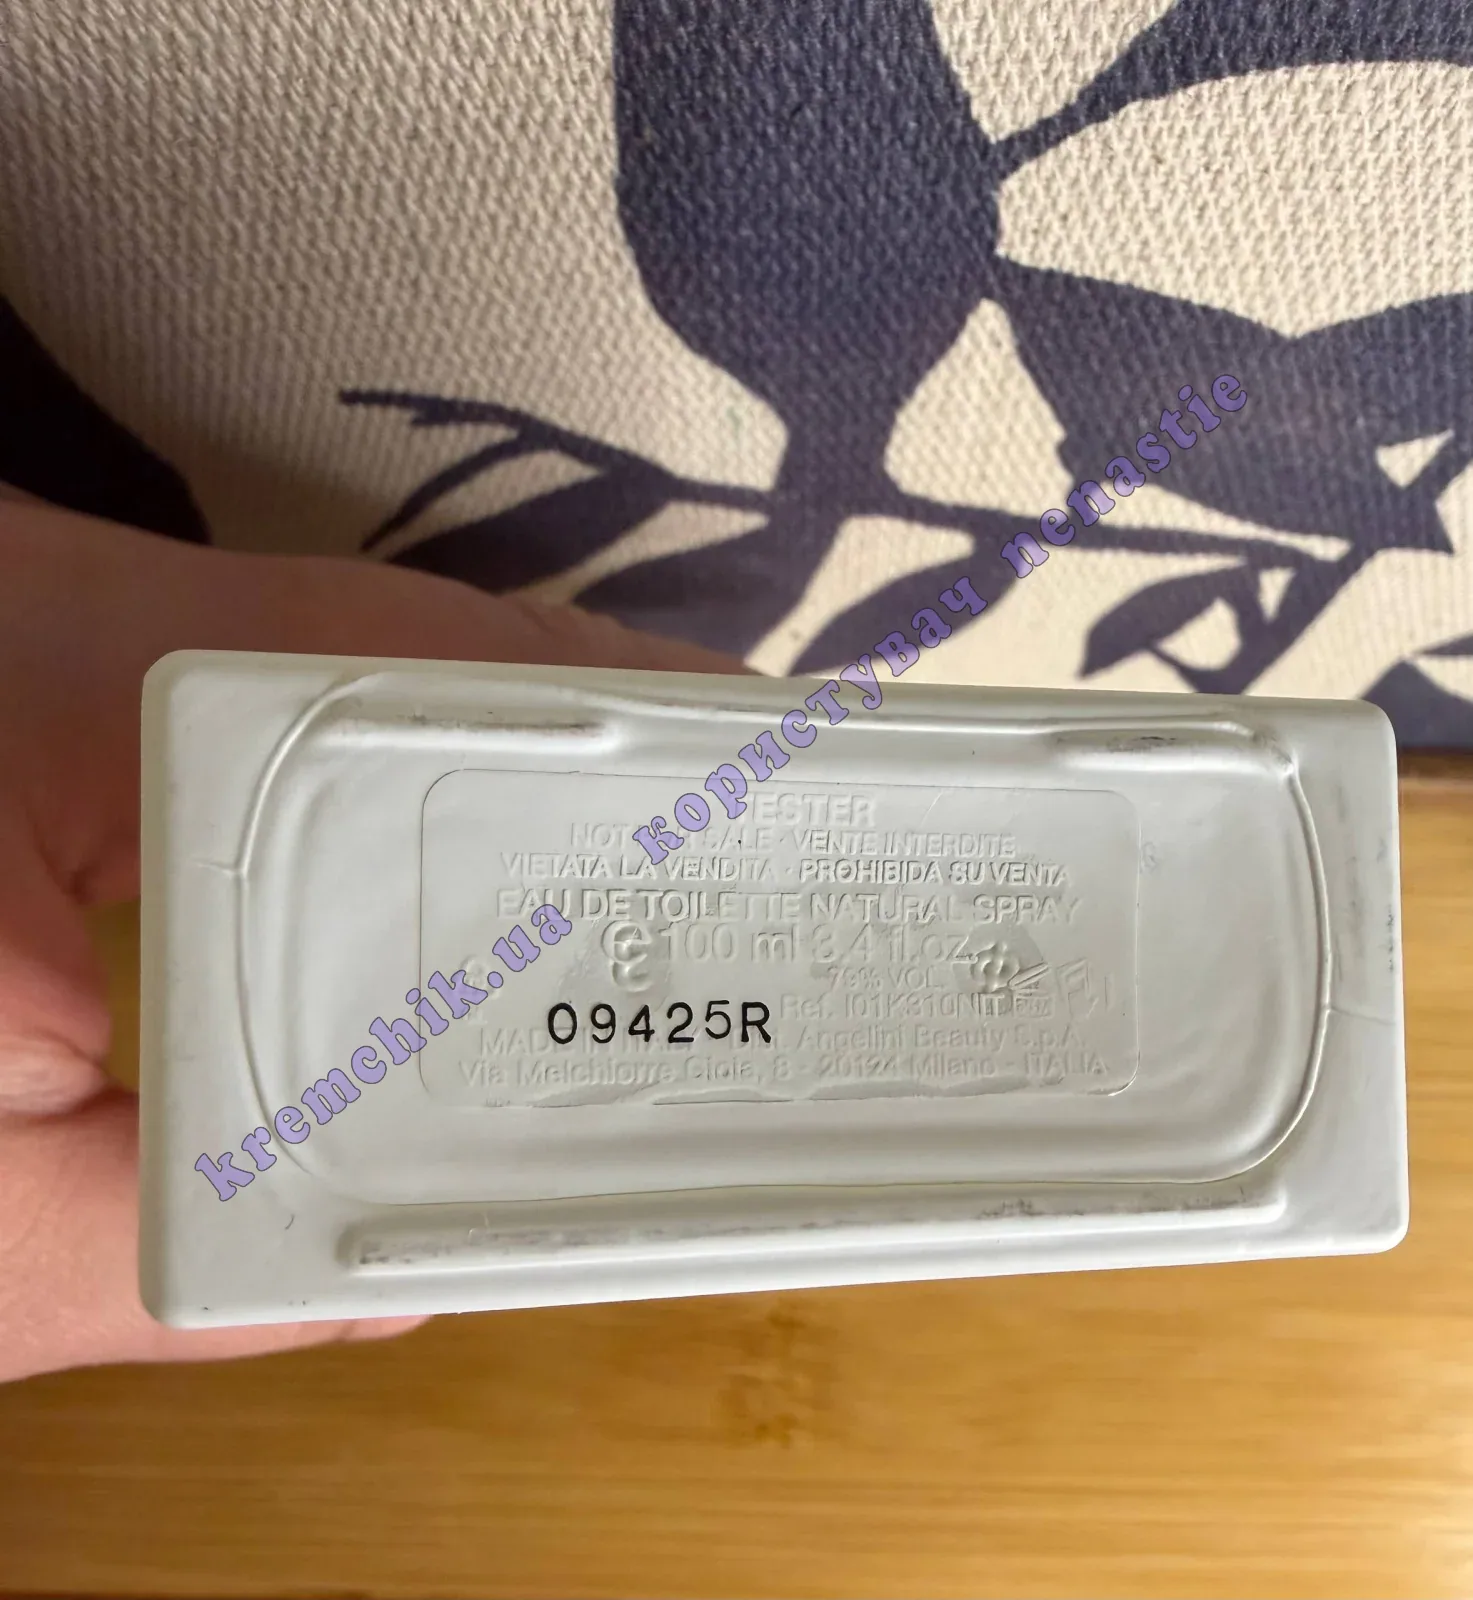 TESTER
NOT FOR SALE · VENTE INTERDITE
VIETATA LA VENDITA · PROHIBIDA SU VENTA
EAU DE TOILETTE NATURAL SPRAY
100 ml 3.4 fl.oz.
79% VOL
09425R
Ref.
MADE IN Angelini Beauty S.p.A.
Via Melchiorre Gioia, 8 - 20124 Milano - ITALIA
kremchik.ua користувач nenastie